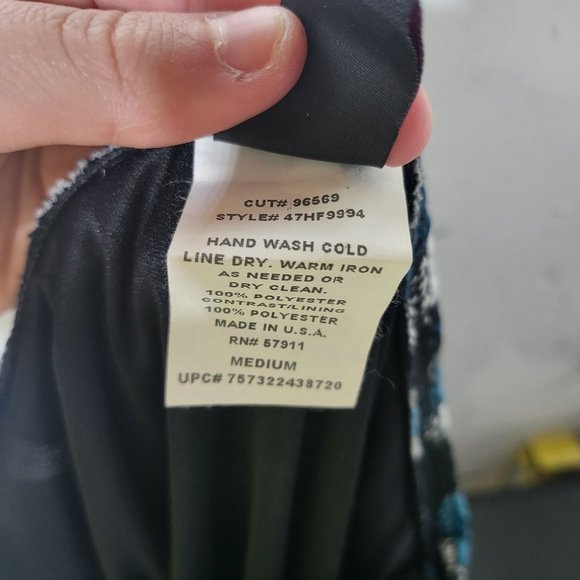 CUT# 96569
STYLE# 47HF9994
HAND WASH COLD
LINE DRY. WARM IRON
AS NEEDED OR
DRY CLEAN.
100% POLYESTER
CONTRAST/LINING
100% POLYESTER
MADE IN U.S.A.
RN# 57911
MEDIUM
UPC# 757322438720